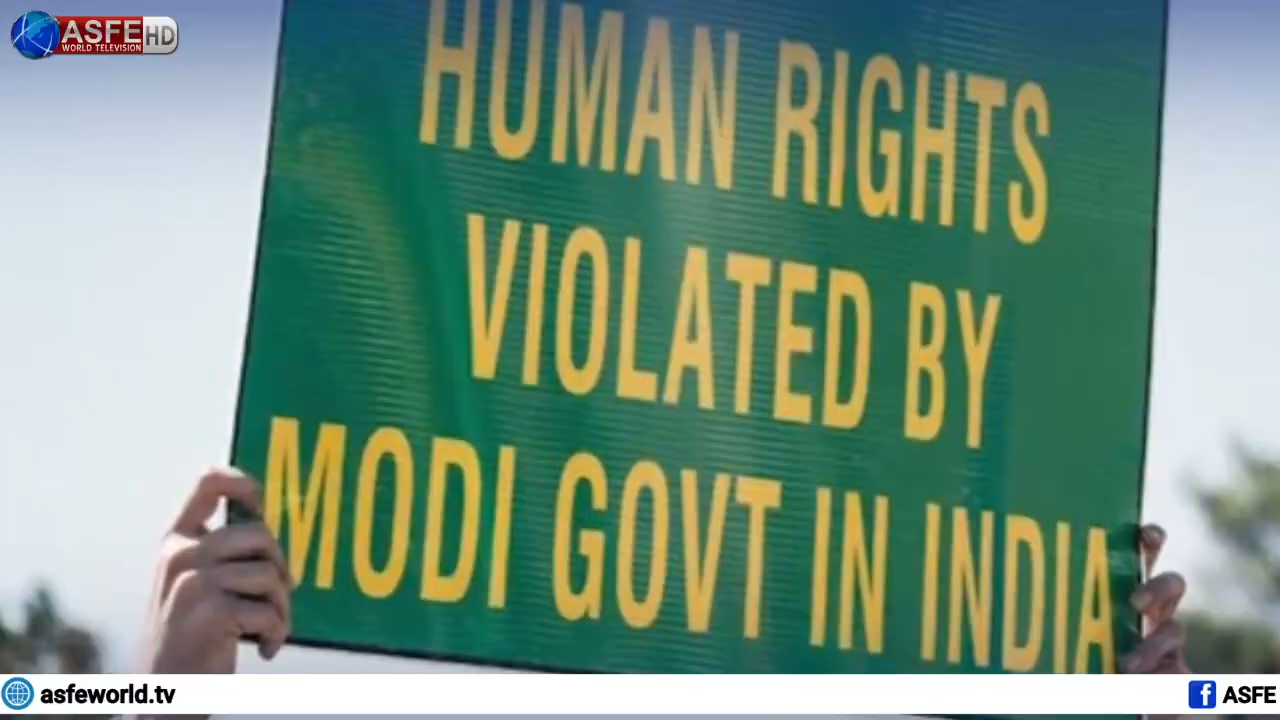 ASFE HD
WORLD TELEVISION
HUMAN RIGHTS
VIOLATED BY
MODI GOVT IN INDIA
asfeworld.tv
ASFE